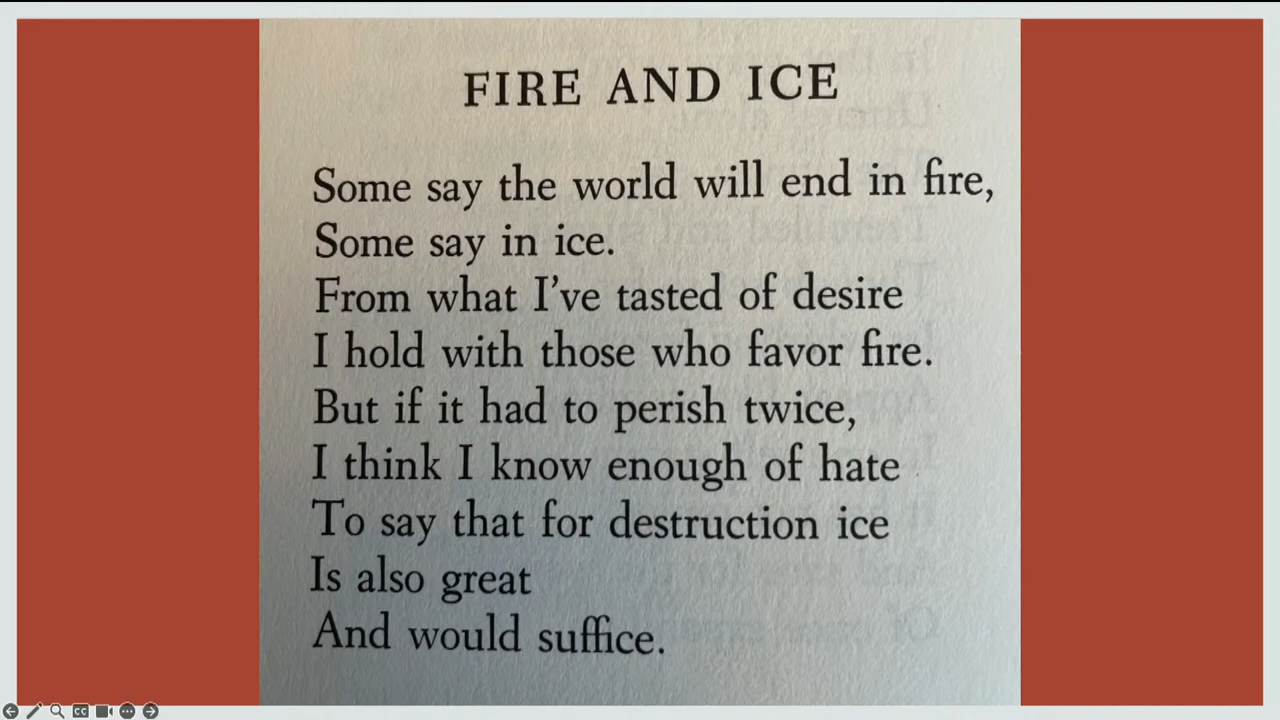 FIRE AND ICE
Some say the world will end in fire,
Some say in ice.
From what I’ve tasted of desire
I hold with those who favor fire.
But if it had to perish twice,
I think I know enough of hate
To say that for destruction ice
Is also great
And would suffice.
CC